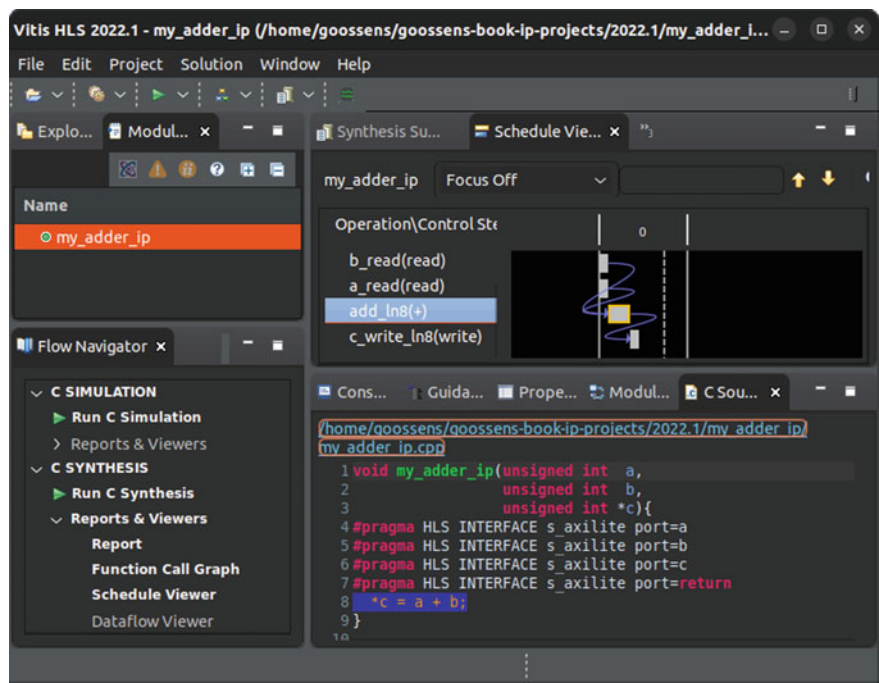 Vitis HLS 2022.1 - my_adder_ip (/home/goossens/goossens-book-ip-projects/2022.1/my_adder_i...
File Edit Project Solution Window Help
Explo... Modul...
Name
my_adder_ip
Synthesis Su... Schedule Vie... »3
my_adder_ip Focus Off
Operation\Control Ste 0
b_read(read)
a_read(read)
add_ln8(+)
c_write_ln8(write)
Flow Navigator
C SIMULATION
Run C Simulation
Reports & Viewers
C SYNTHESIS
Run C Synthesis
Reports & Viewers
Report
Function Call Graph
Schedule Viewer
Dataflow Viewer
Cons... Guida... Prope... Modul... C Sou...
/home/goossens/goossens-book-ip-projects/2022.1/my_adder_ip/
my_adder_ip.cpp
1 void my_adder_ip(unsigned int a,
2 unsigned int b,
3 unsigned int *c){
4 #pragma HLS INTERFACE s_axilite port=a
5 #pragma HLS INTERFACE s_axilite port=b
6 #pragma HLS INTERFACE s_axilite port=c
7 #pragma HLS INTERFACE s_axilite port=return
8 *c = a + b;
9 }
10